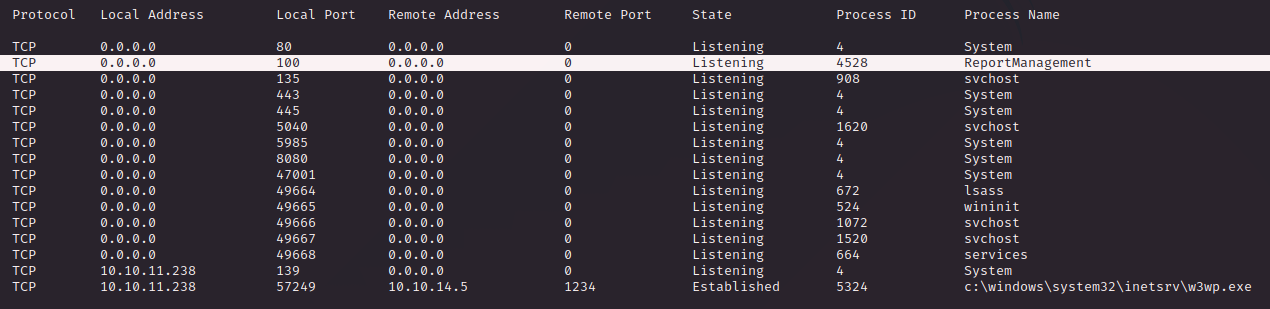 Protocol Local Address Local Port Remote Address Remote Port State Process ID Process Name
TCP 0.0.0.0 80 0.0.0.0 0 Listening 4 System
TCP 0.0.0.0 100 0.0.0.0 0 Listening 4528 ReportManagement
TCP 0.0.0.0 135 0.0.0.0 0 Listening 908 svchost
TCP 0.0.0.0 443 0.0.0.0 0 Listening 4 System
TCP 0.0.0.0 445 0.0.0.0 0 Listening 4 System
TCP 0.0.0.0 5040 0.0.0.0 0 Listening 1620 svchost
TCP 0.0.0.0 5985 0.0.0.0 0 Listening 4 System
TCP 0.0.0.0 8080 0.0.0.0 0 Listening 4 System
TCP 0.0.0.0 47001 0.0.0.0 0 Listening 4 System
TCP 0.0.0.0 49664 0.0.0.0 0 Listening 672 lsass
TCP 0.0.0.0 49665 0.0.0.0 0 Listening 524 wininit
TCP 0.0.0.0 49666 0.0.0.0 0 Listening 1072 svchost
TCP 0.0.0.0 49667 0.0.0.0 0 Listening 1520 svchost
TCP 0.0.0.0 49668 0.0.0.0 0 Listening 664 services
TCP 10.10.11.238 139 0.0.0.0 0 Listening 4 System
TCP 10.10.11.238 57249 10.10.14.5 1234 Established 5324 c:\windows\system32\inetsrv\w3wp.exe